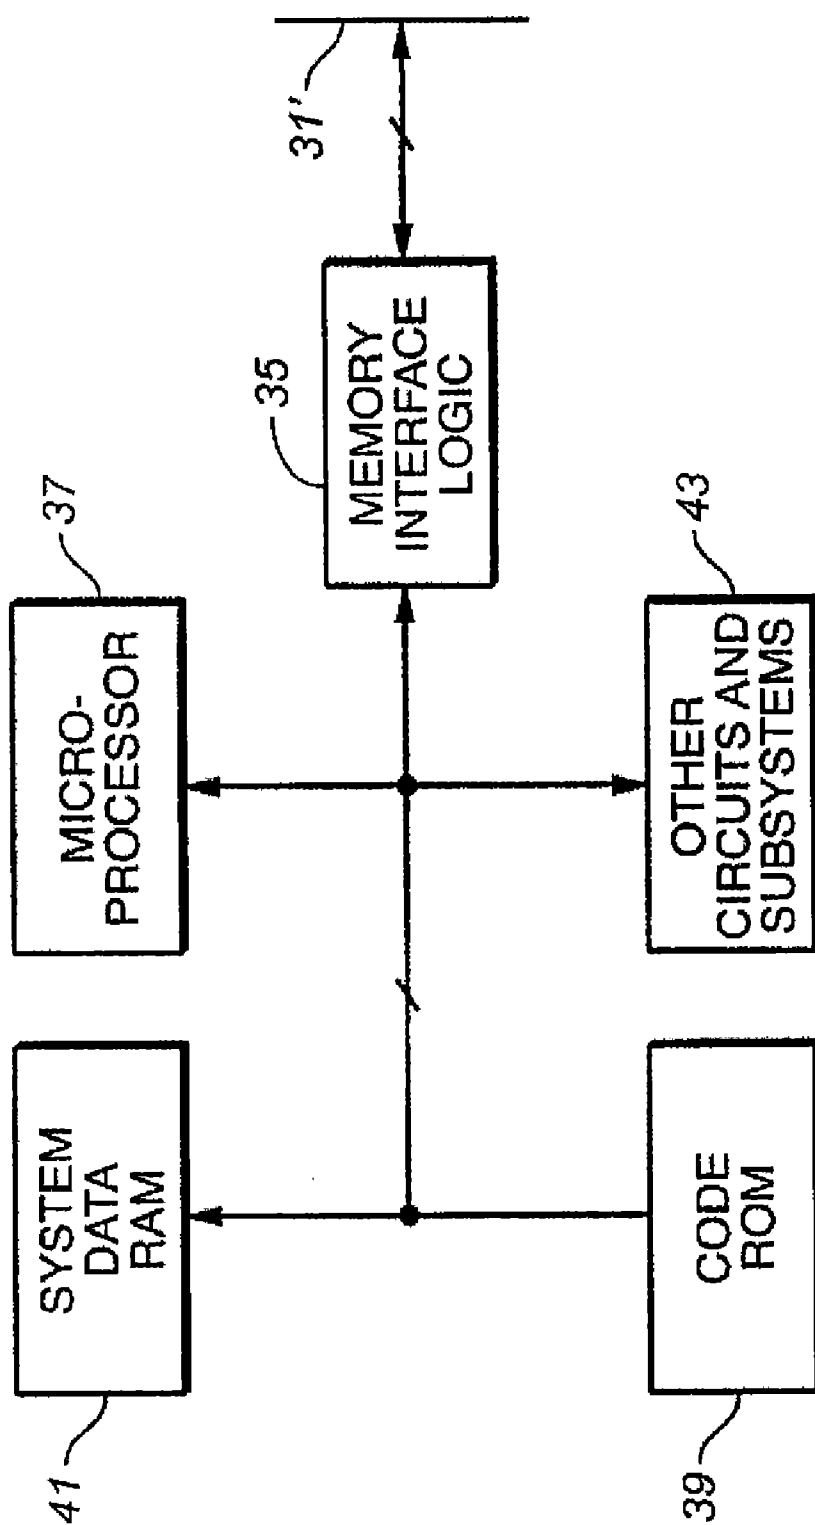 41
SYSTEM
DATA
RAM
MICRO-
PROCESSOR
37
35
MEMORY
INTERFACE
LOGIC
31'
39
CODE
ROM
OTHER
CIRCUITS AND
SUBSYSTEMS
43